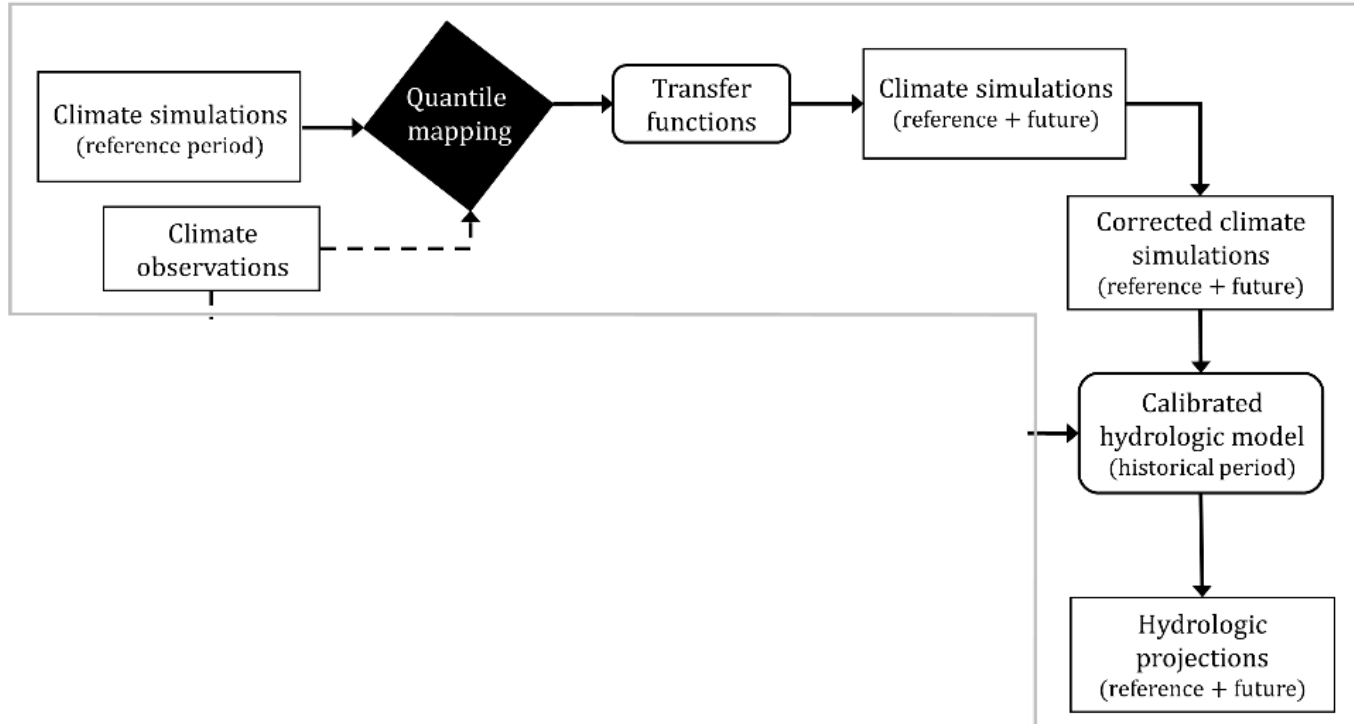 Climate simulations
(reference period)
Quantile
mapping
Transfer
functions
Climate simulations
(reference + future)
Climate
observations
Corrected climate
simulations
(reference + future)
Calibrated
hydrologic model
(historical period)
Hydrologic
projections
(reference + future)